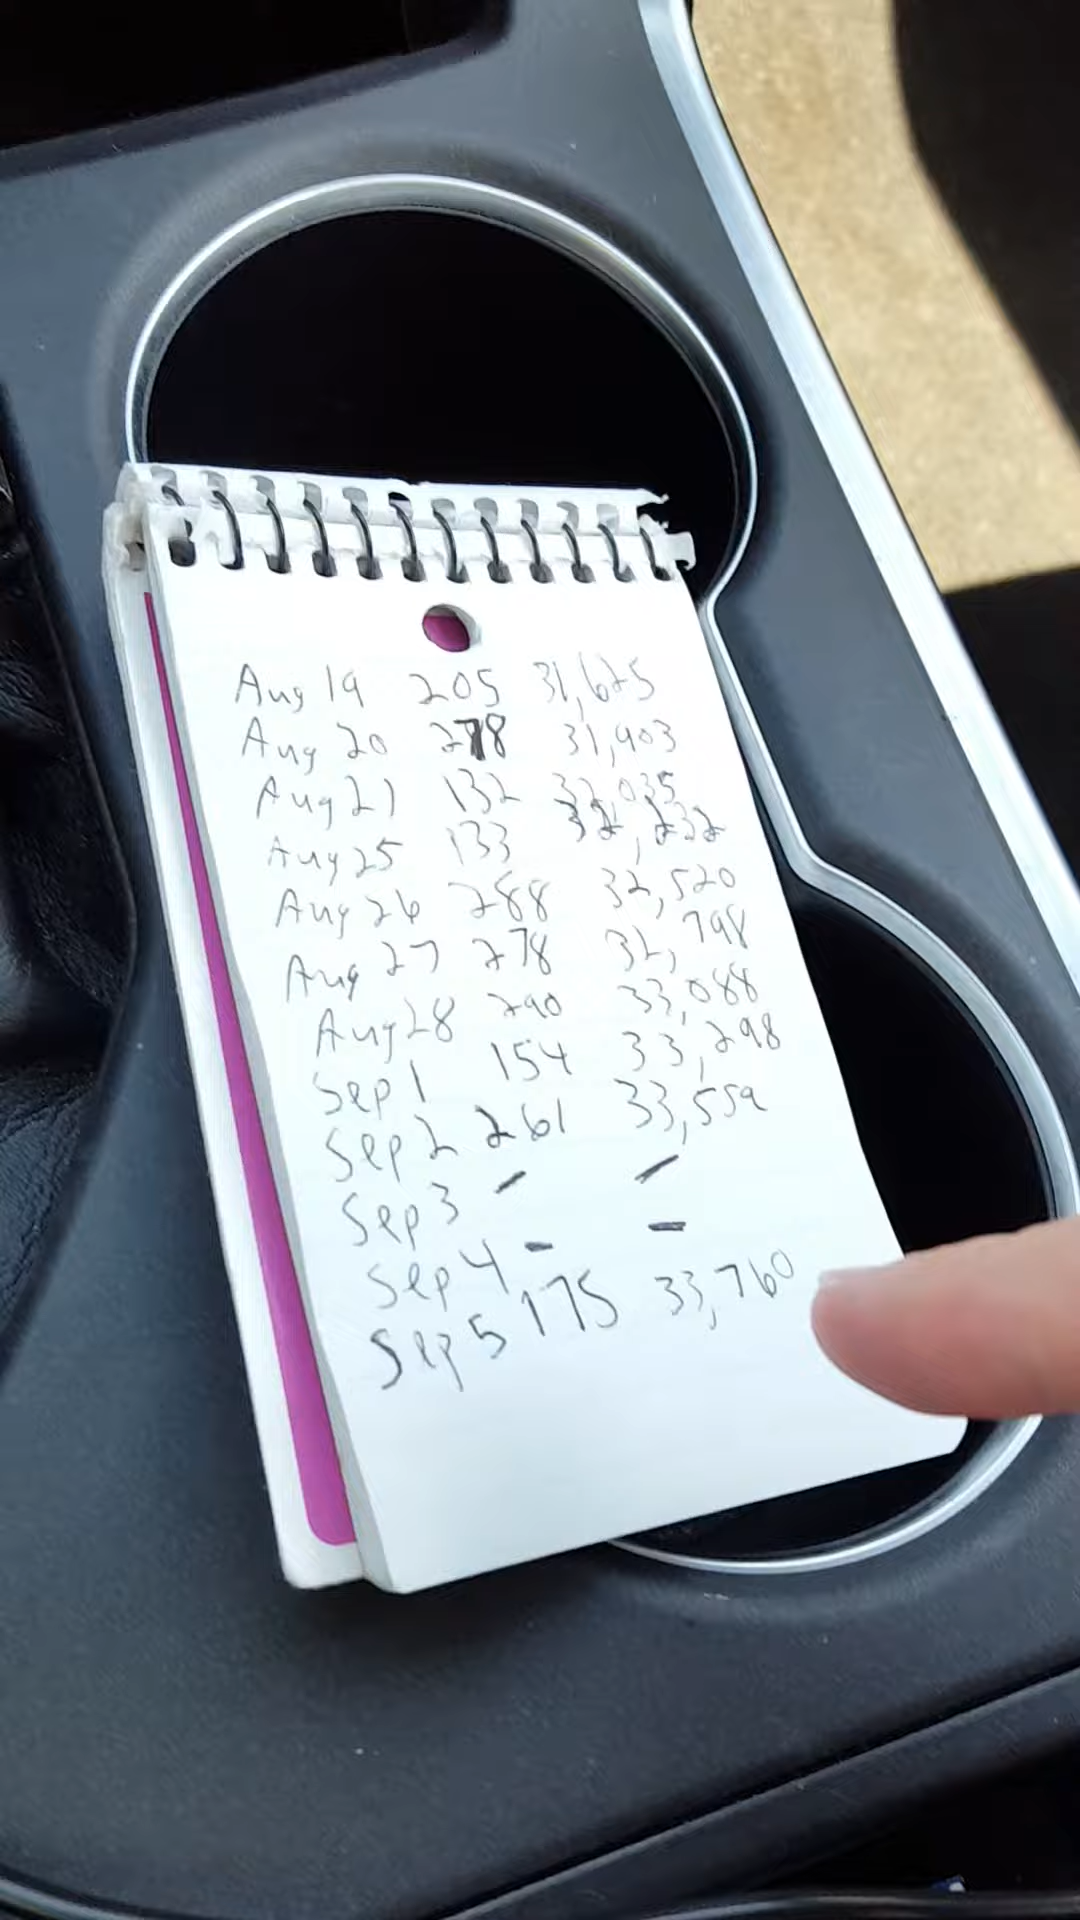 Aug 19 205 31,625
Aug 20 278 31,903
Aug 21 132 32,035
Aug 25 133 32,232
Aug 26 288 32,520
Aug 27 278 32,798
Aug 28 290 33,088
Sep 1 154 33,298
Sep 2 261 33,559
Sep 3 - -
Sep 4 - -
Sep 5 175 33,760